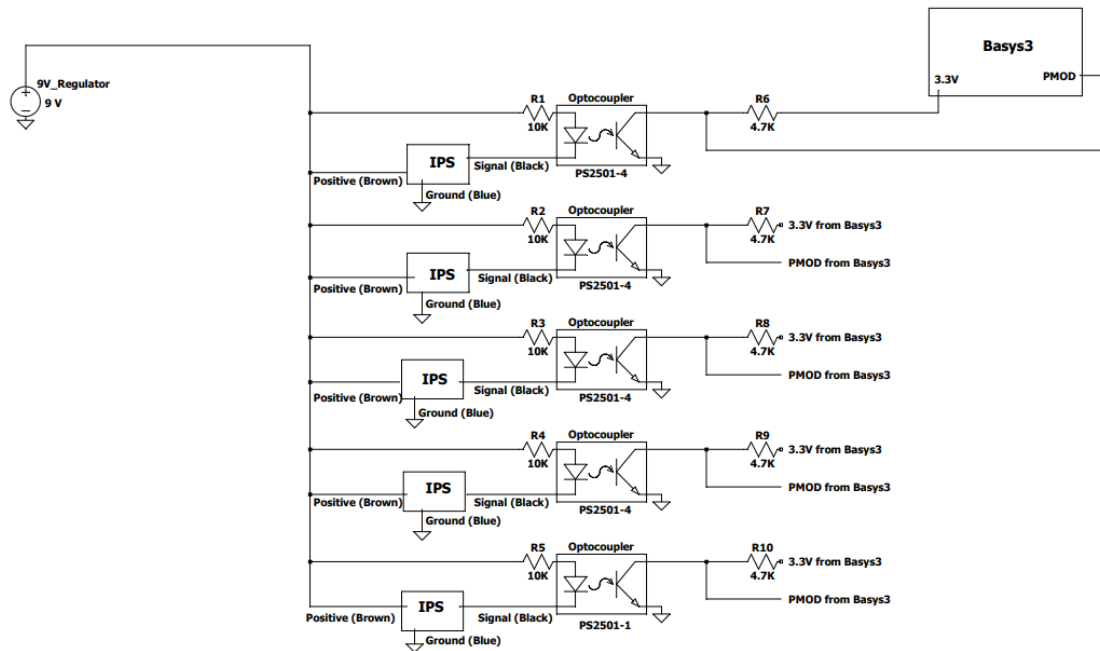 Basys3
3.3V
PMOD
9V_Regulator
9 V
R1
10K
Optocoupler
R6
4.7K
IPS
Signal (Black)
PS2501-4
Positive (Brown)
Ground (Blue)
R2
10K
Optocoupler
R7
4.7K
3.3V from Basys3
IPS
Signal (Black)
PMOD from Basys3
PS2501-4
Positive (Brown)
Ground (Blue)
R3
10K
Optocoupler
R8
4.7K
3.3V from Basys3
IPS
Signal (Black)
PMOD from Basys3
PS2501-4
Positive (Brown)
Ground (Blue)
R4
10K
Optocoupler
R9
4.7K
3.3V from Basys3
IPS
Signal (Black)
PMOD from Basys3
PS2501-4
Positive (Brown)
Ground (Blue)
R5
10K
Optocoupler
R10
4.7K
3.3V from Basys3
IPS
Signal (Black)
PMOD from Basys3
PS2501-1
Positive (Brown)
Ground (Blue)